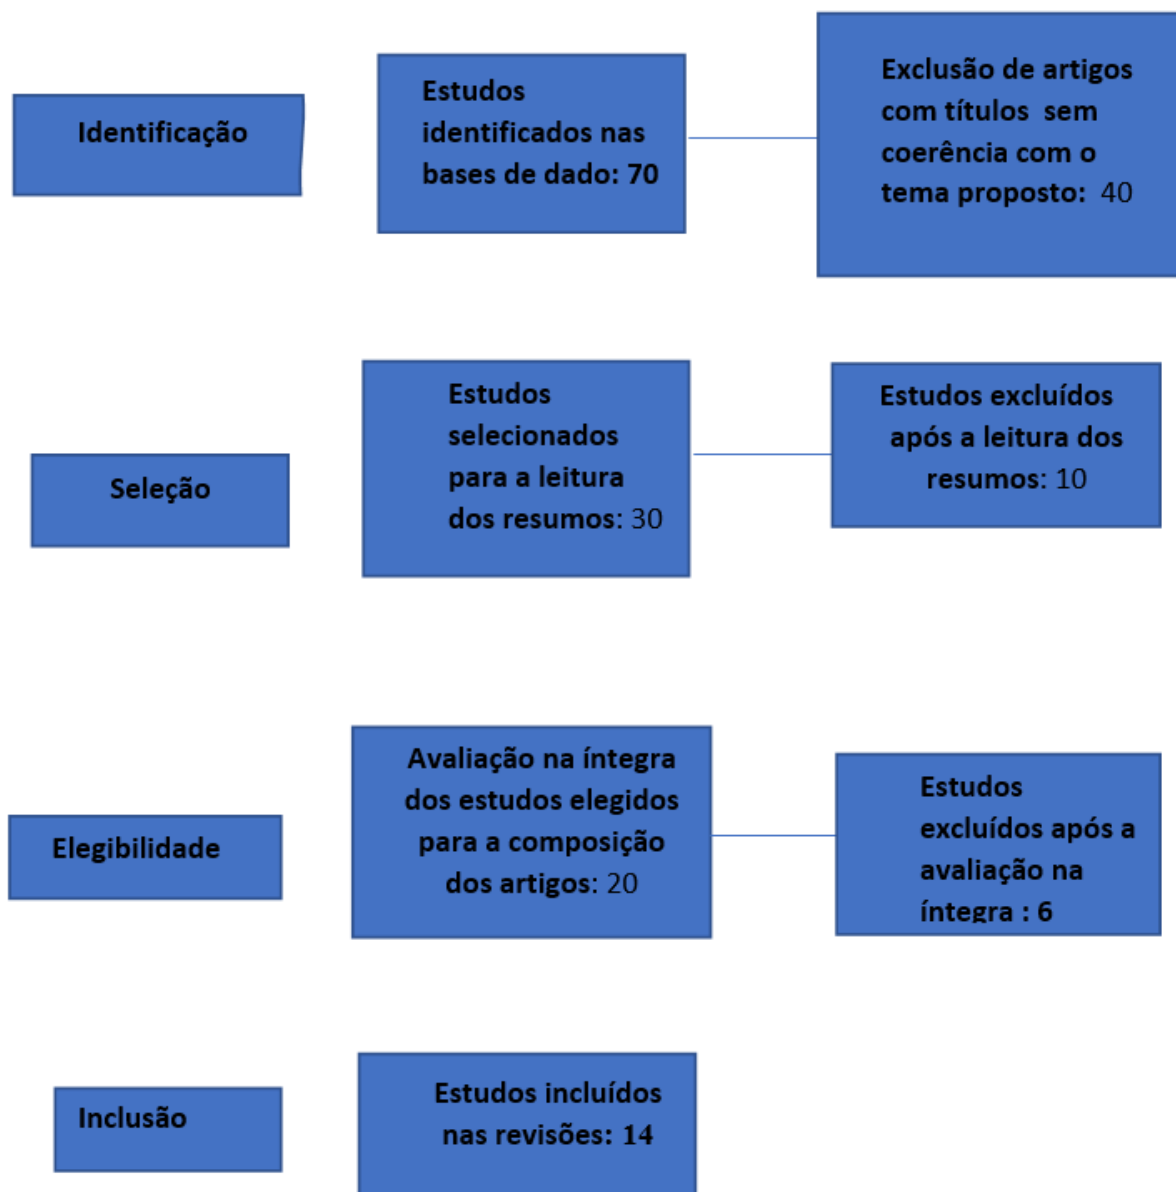 Identificação
Estudos
identificados nas
bases de dado: 70
Exclusão de artigos
com títulos sem
coerência com o
tema proposto: 40
Seleção
Estudos
selecionados
para a leitura
dos resumos: 30
Estudos excluídos
após a leitura dos
resumos: 10
Elegibilidade
Avaliação na íntegra
dos estudos elegidos
para a composição
dos artigos: 20
Estudos
excluídos após a
avaliação na
íntegra : 6
Inclusão
Estudos incluídos
nas revisões: 14